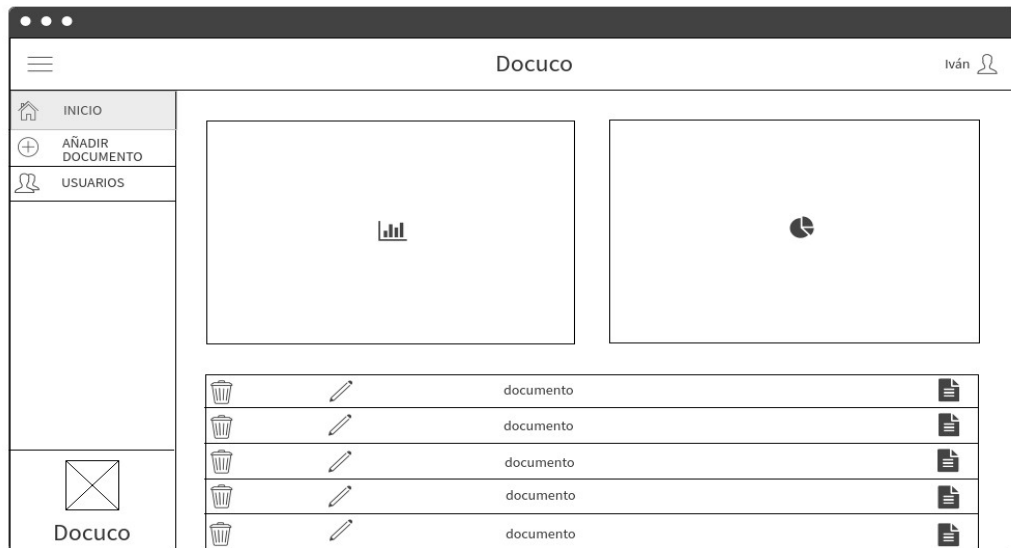 Docuco
Iván
INICIO
AÑADIR
DOCUMENTO
USUARIOS
documento
documento
documento
documento
documento
Docuco